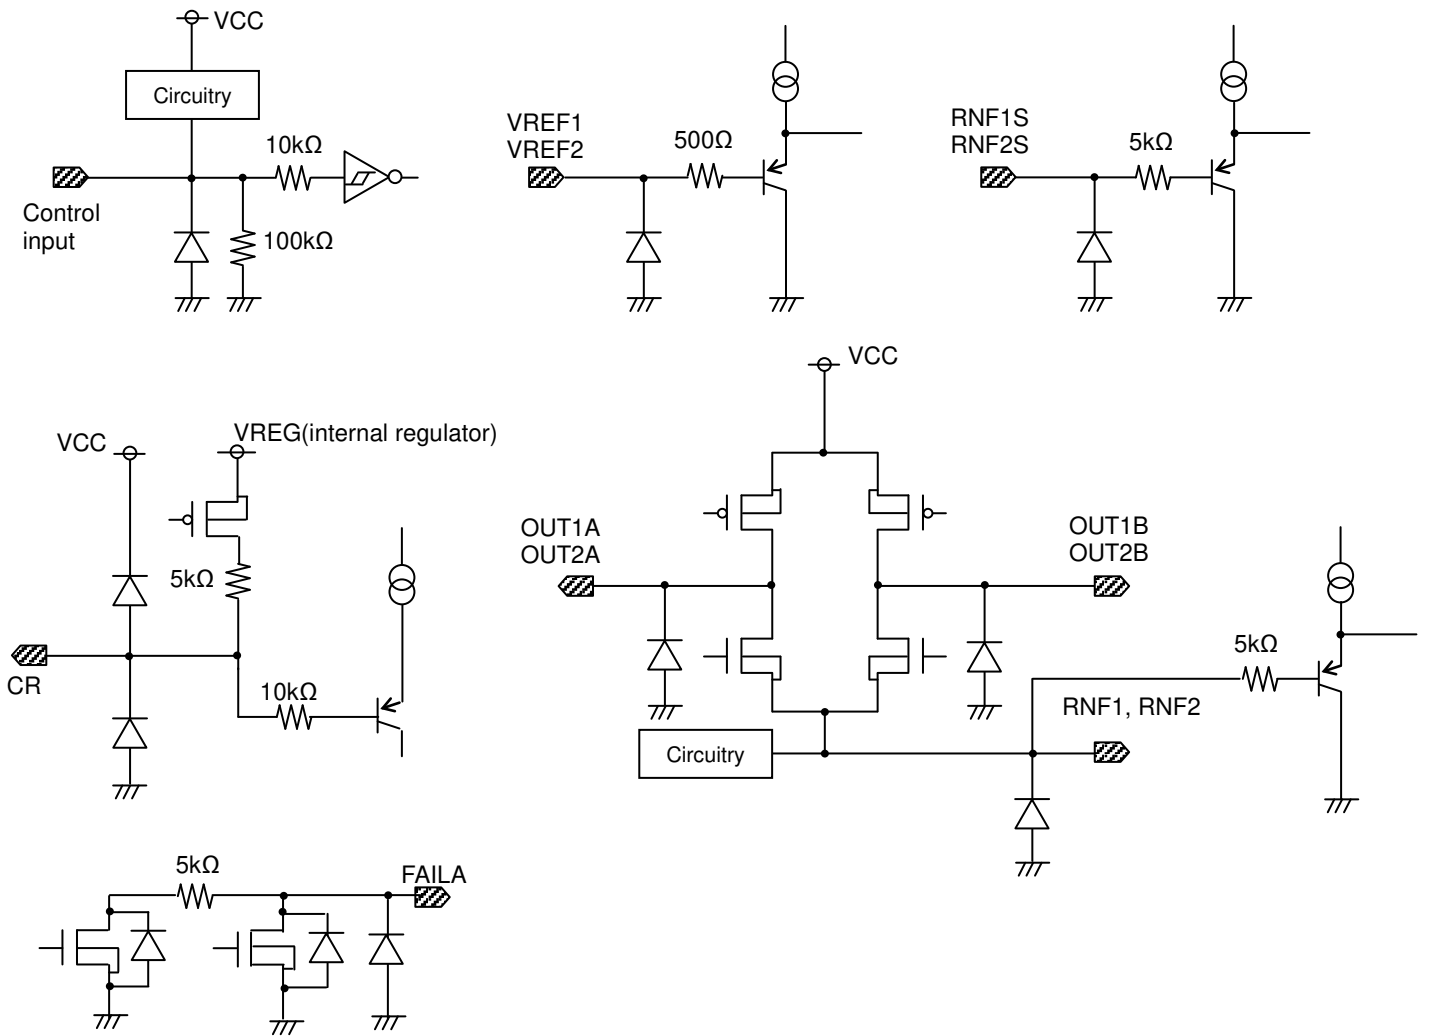 VCC
Circuitry
10kΩ
Control
input
100kΩ
VREF1
VREF2
500Ω
RNF1S
RNF2S
5kΩ
VCC
VREG(internal regulator)
5kΩ
CR
10kΩ
VCC
OUT1A
OUT2A
OUT1B
OUT2B
5kΩ
RNF1, RNF2
Circuitry
5kΩ
FAILA